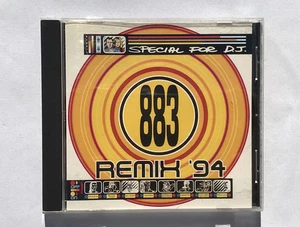 SPECIAL FOR D.J.
883
REMIX '94